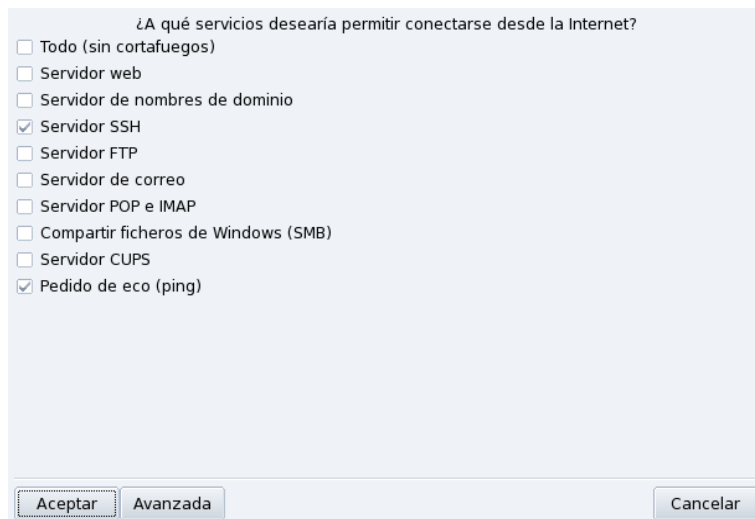 ¿A qué servicios desearía permitir conectarse desde la Internet?
Todo (sin cortafuegos)
Servidor web
Servidor de nombres de dominio
Servidor SSH
Servidor FTP
Servidor de correo
Servidor POP e IMAP
Compartir ficheros de Windows (SMB)
Servidor CUPS
Pedido de eco (ping)
Aceptar Avanzada Cancelar